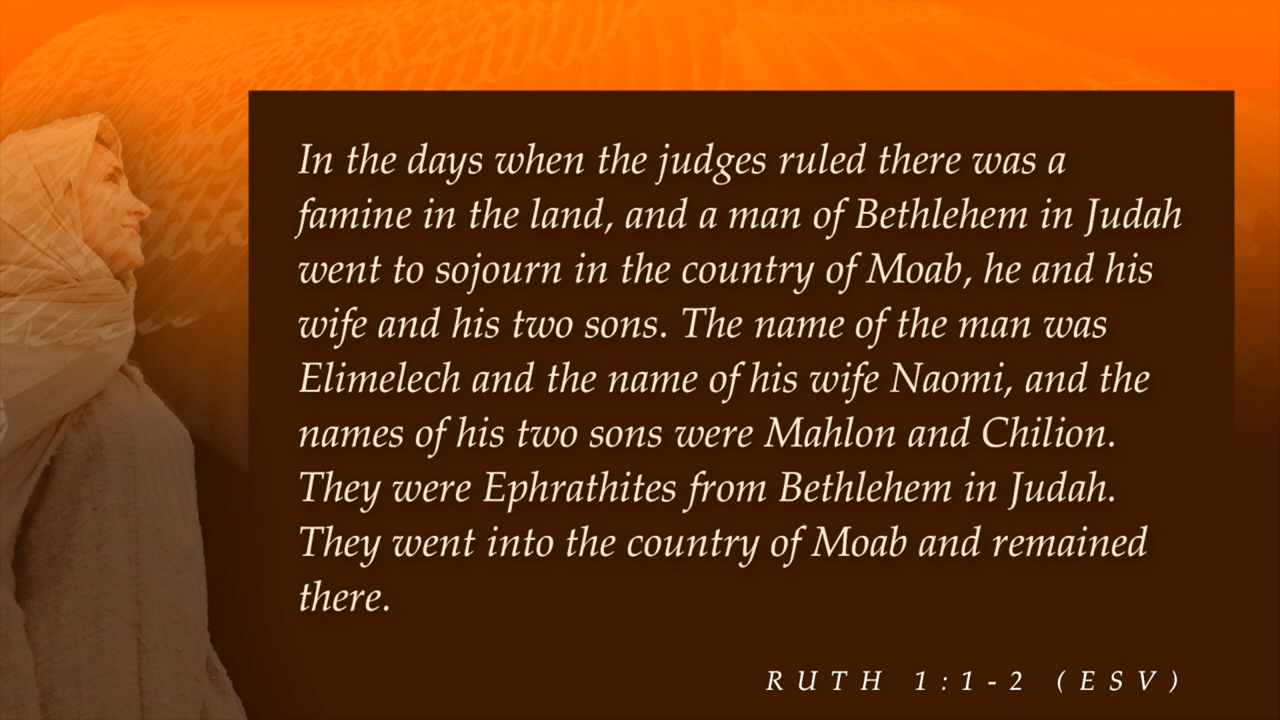 In the days when the judges ruled there was a
famine in the land, and a man of Bethlehem in Judah
went to sojourn in the country of Moab, he and his
wife and his two sons. The name of the man was
Elimelech and the name of his wife Naomi, and the
names of his two sons were Mahlon and Chilion.
They were Ephrathites from Bethlehem in Judah.
They went into the country of Moab and remained
there.
RUTH 1:1-2 (ESV)